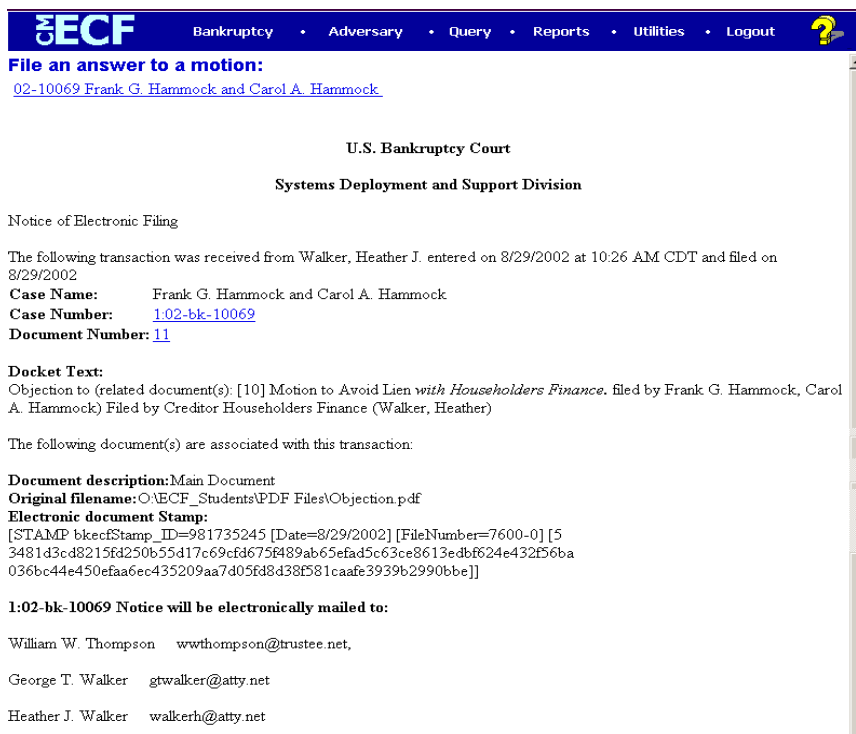 CM ECF Bankruptcy • Adversary • Query • Reports • Utilities • Logout ?
File an answer to a motion:
02-10069 Frank G. Hammock and Carol A. Hammock
U.S. Bankruptcy Court
Systems Deployment and Support Division
Notice of Electronic Filing
The following transaction was received from Walker, Heather J. entered on 8/29/2002 at 10:26 AM CDT and filed on
8/29/2002
Case Name: Frank G. Hammock and Carol A. Hammock
Case Number: 1:02-bk-10069
Document Number: 11
Docket Text:
Objection to (related document(s): [10] Motion to Avoid Lien with Householders Finance. filed by Frank G. Hammock, Carol
A. Hammock) Filed by Creditor Householders Finance (Walker, Heather)
The following document(s) are associated with this transaction:
Document description:Main Document
Original filename:O:\ECF_Students\PDF Files\Objection.pdf
Electronic document Stamp:
[STAMP bkecfStamp_ID=981735245 [Date=8/29/2002] [FileNumber=7600-0] [5
3481d3cd8215fd250b55d17c69cfd675f489ab65efad5c63ce8613edbf624e432f56ba
036bc44e450efaa6ec435209aa7d05fd8d38f581caafe3939b2990bbe]]
1:02-bk-10069 Notice will be electronically mailed to:
William W. Thompson wwthompson@trustee.net,
George T. Walker gtwalker@atty.net
Heather J. Walker walkerh@atty.net